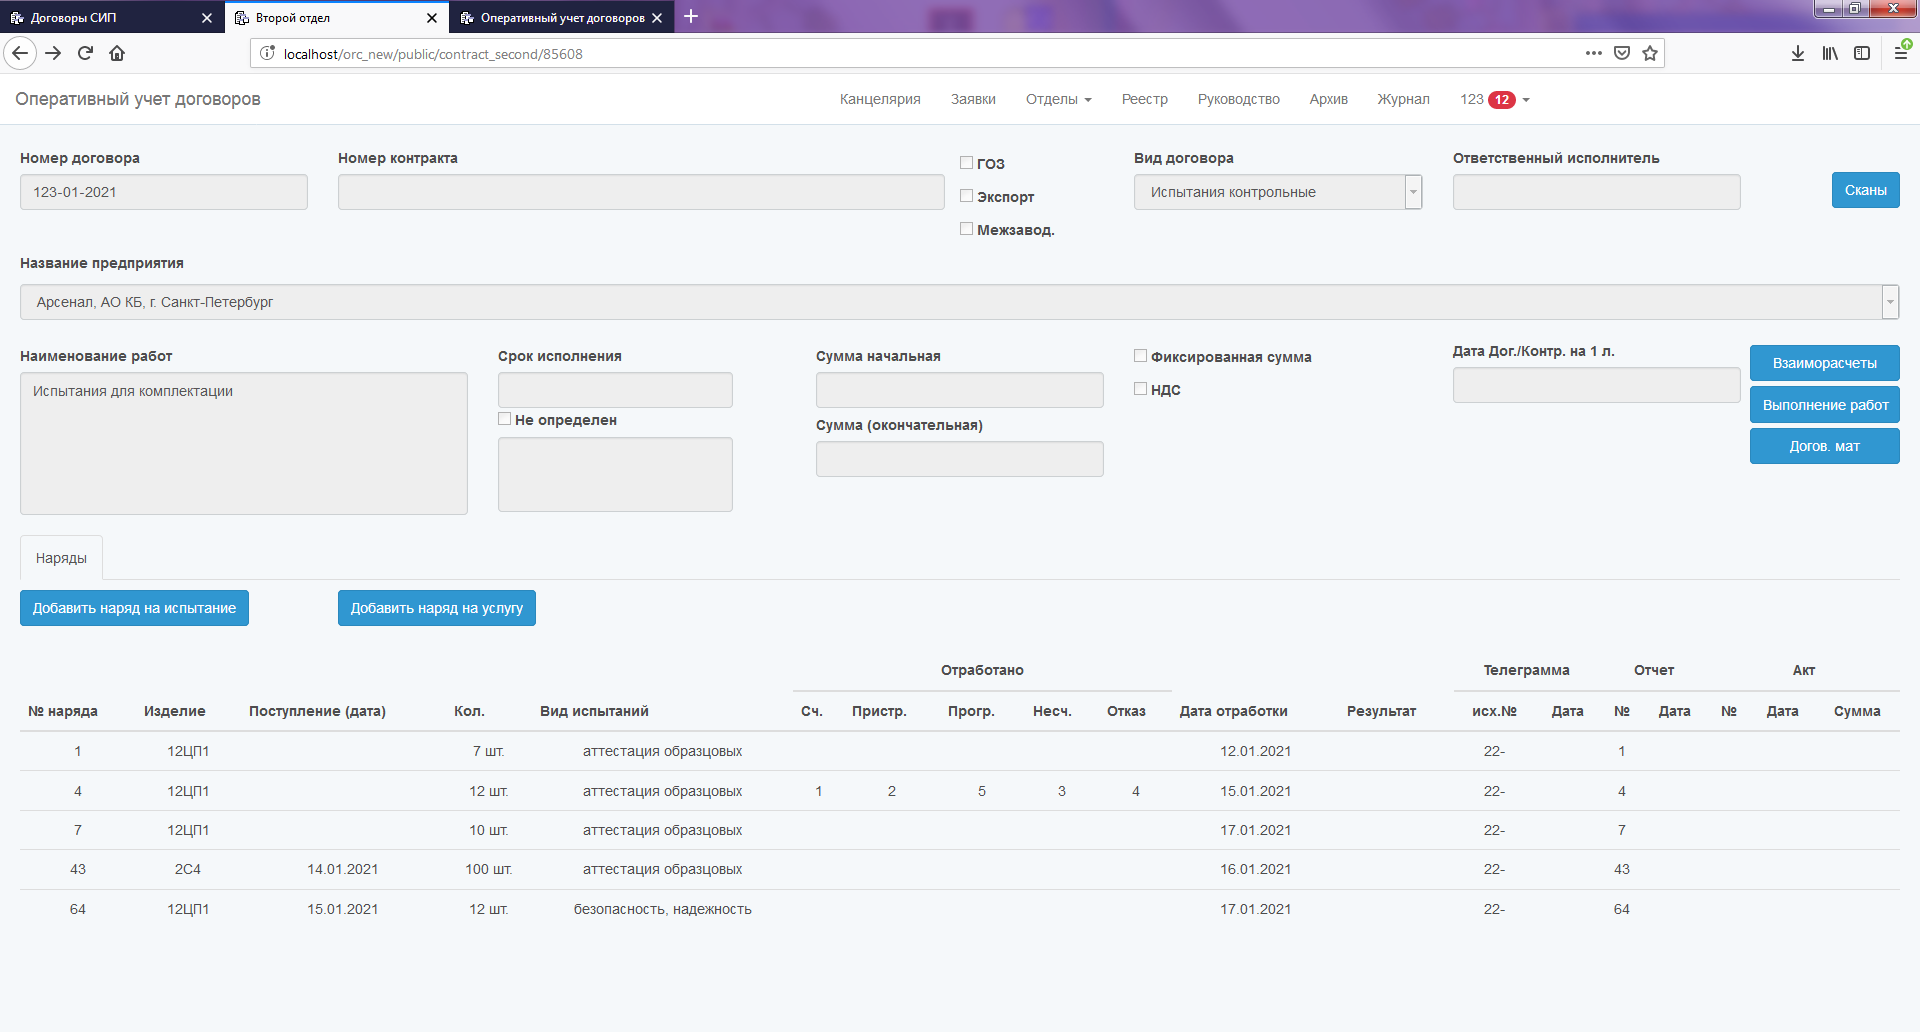 Договоры СИП
Второй отдел
Оперативный учет договоров
localhost/orc_new/public/contract_second/85608
Оперативный учет договоров
Канцелярия Заявки Отделы Реестр Руководство Архив Журнал 123 12
Номер договора Номер контракта ГОЗ Вид договора Ответственный исполнитель
123-01-2021 Экспорт Испытания контрольные Сканы
Межзавод.
Название предприятия
Арсенал, АО КБ, г. Санкт-Петербург
Наименование работ Срок исполнения Сумма начальная Фиксированная сумма Дата Дог./Контр. на 1 л. Взаиморасчеты
Испытания для комплектации НДС
Не определен Сумма (окончательная) Выполнение работ
Догов. мат
Наряды
Добавить наряд на испытание Добавить наряд на услугу
Отработано Телеграмма Отчет Акт
№ наряда Изделие Поступление (дата) Кол. Вид испытаний Сч. Пристр. Прогр. Несч. Отказ Дата отработки Результат исх.№ Дата № Дата № Дата Сумма
1 12ЦП1 7 шт. аттестация образцовых 12.01.2021 22- 1
4 12ЦП1 12 шт. аттестация образцовых 1 2 5 3 4 15.01.2021 22- 4
7 12ЦП1 10 шт. аттестация образцовых 17.01.2021 22- 7
43 2С4 14.01.2021 100 шт. аттестация образцовых 16.01.2021 22- 43
64 12ЦП1 15.01.2021 12 шт. безопасность, надежность 17.01.2021 22- 64